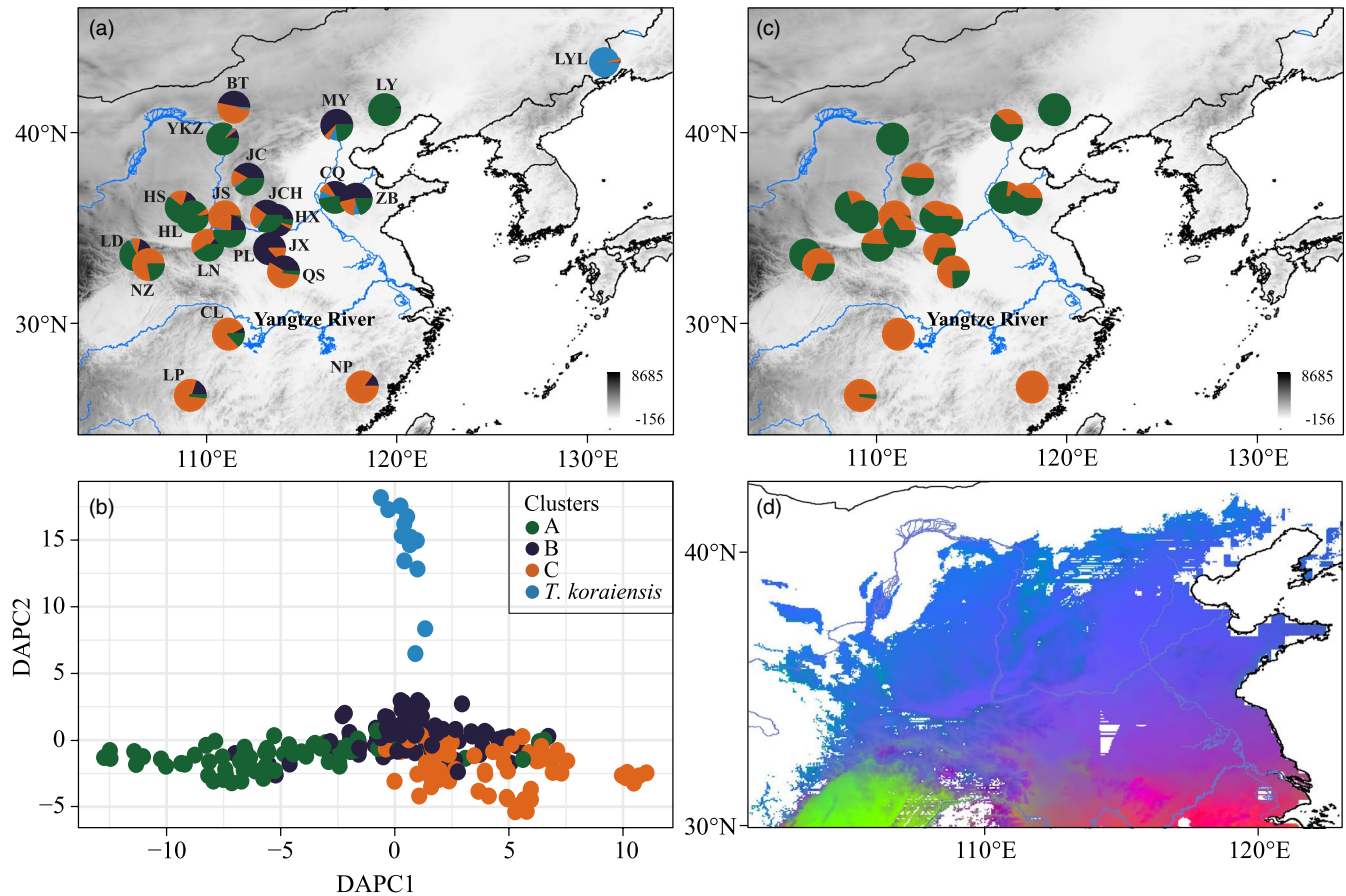 (a)
LYL
BT
MY
LY
40°N
YKZ
JC
CQ
HS
JS
JCH
ZB
HX
HL
LD
JX
PL
LN
QS
NZ
CL
30°N
Yangtze River
NP
LP
8685
-156
110°E
120°E
130°E
(c)
40°N
30°N
Yangtze River
8685
-156
110°E
120°E
130°E
(b)
Clusters
A
B
C
T. koraiensis
15
10
5
0
−5
DAPC2
−10
−5
0
5
10
DAPC1
(d)
40°N
30°N
110°E
120°E